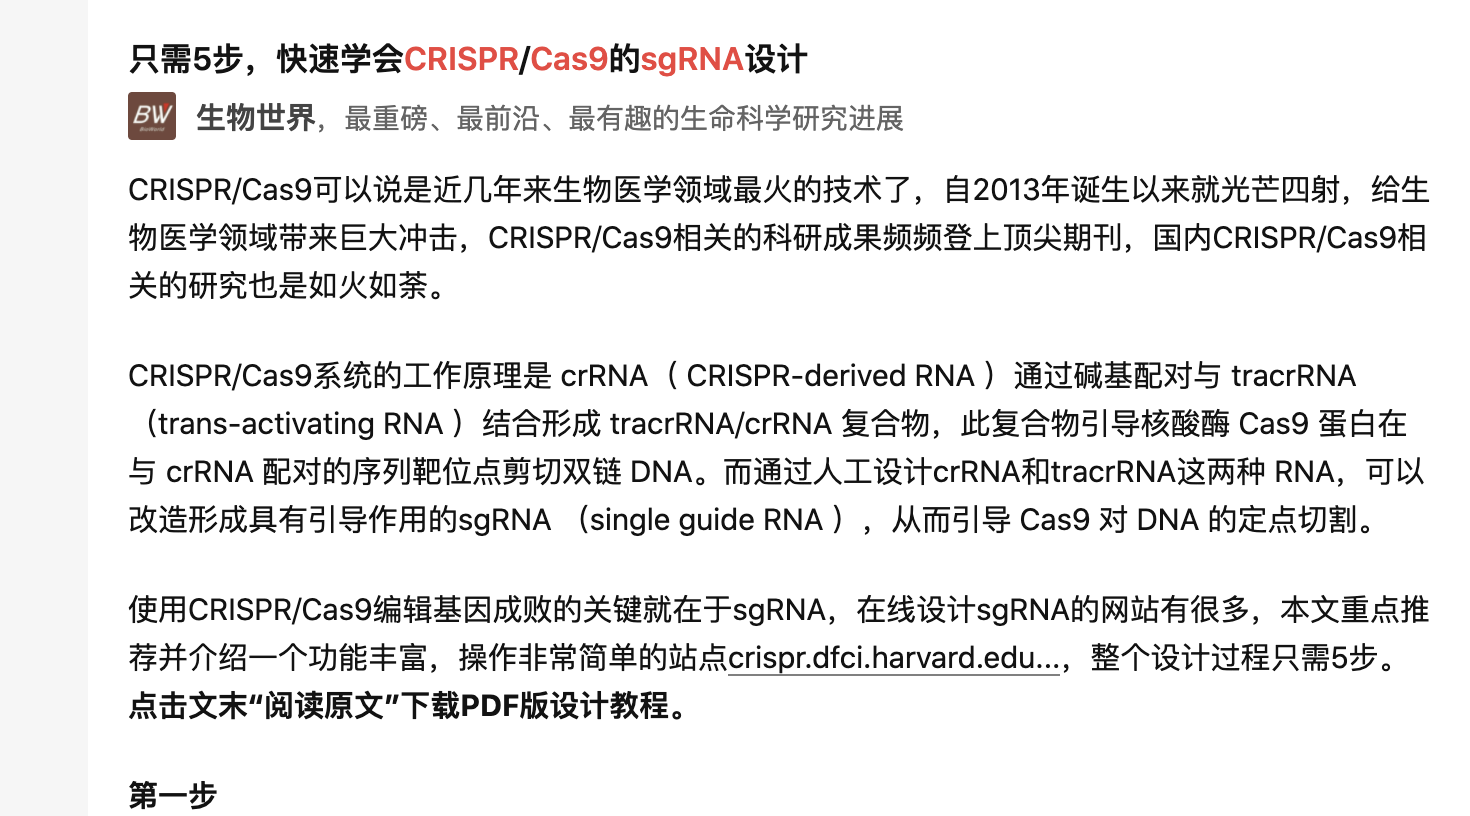 只需5步，快速学会CRISPR/Cas9的sgRNA设计
BW
生物世界，最重磅、最前沿、最有趣的生命科学研究进展
CRISPR/Cas9可以说是近几年来生物医学领域最火的技术了，自2013年诞生以来就光芒四射，给生
物医学领域带来巨大冲击，CRISPR/Cas9相关的科研成果频频登上顶尖期刊，国内CRISPR/Cas9相
关的研究也是如火如荼。
CRISPR/Cas9系统的工作原理是 crRNA（ CRISPR-derived RNA ）通过碱基配对与 tracrRNA
（trans-activating RNA ）结合形成 tracrRNA/crRNA 复合物，此复合物引导核酸酶 Cas9 蛋白在
与 crRNA 配对的序列靶位点剪切双链 DNA。而通过人工设计crRNA和tracrRNA这两种 RNA，可以
改造形成具有引导作用的sgRNA （single guide RNA ），从而引导 Cas9 对 DNA 的定点切割。
使用CRISPR/Cas9编辑基因成败的关键就在于sgRNA，在线设计sgRNA的网站有很多，本文重点推
荐并介绍一个功能丰富，操作非常简单的站点crispr.dfci.harvard.edu...，整个设计过程只需5步。
点击文末“阅读原文”下载PDF版设计教程。
第一步